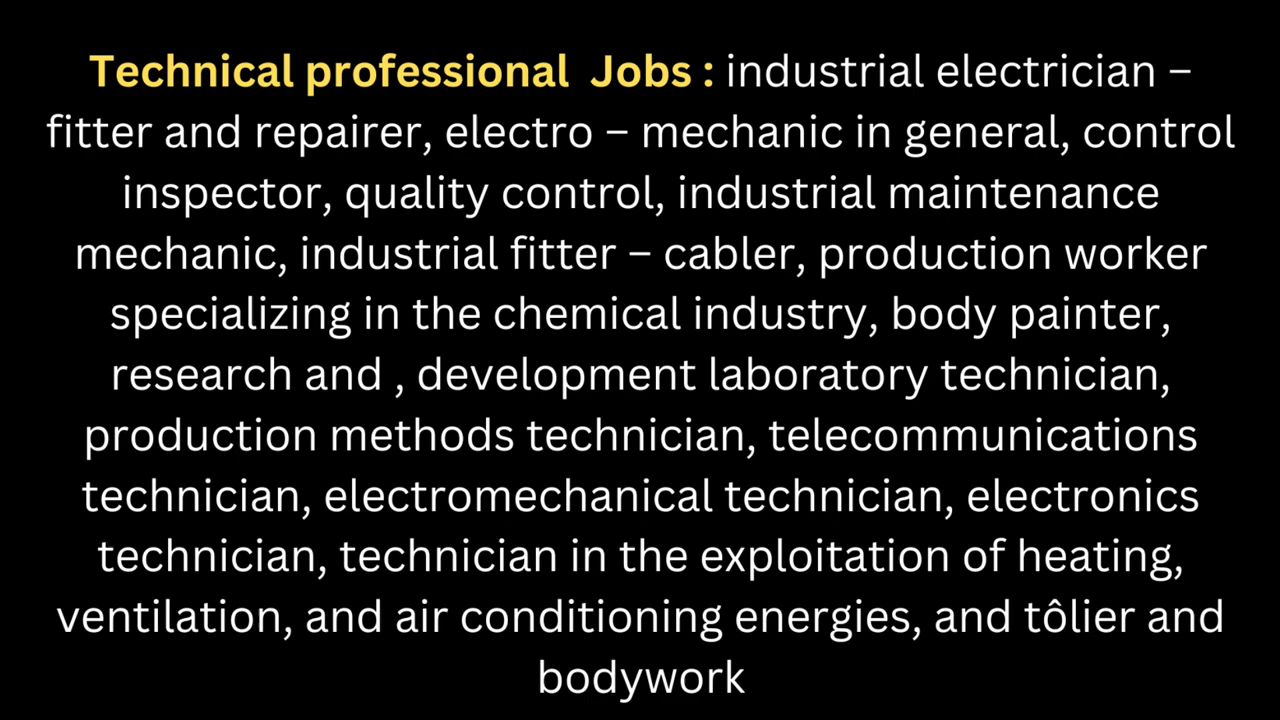 Technical professional Jobs : industrial electrician –
fitter and repairer, electro – mechanic in general, control
inspector, quality control, industrial maintenance
mechanic, industrial fitter – cabler, production worker
specializing in the chemical industry, body painter,
research and , development laboratory technician,
production methods technician, telecommunications
technician, electromechanical technician, electronics
technician, technician in the exploitation of heating,
ventilation, and air conditioning energies, and tôlier and
bodywork